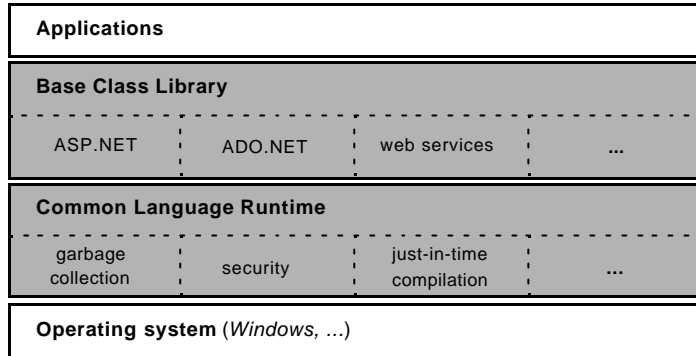 Applications
Base Class Library
ASP.NET ADO.NET web services ...
Common Language Runtime
garbage collection security just-in-time compilation ...
Operating system (Windows, ...)